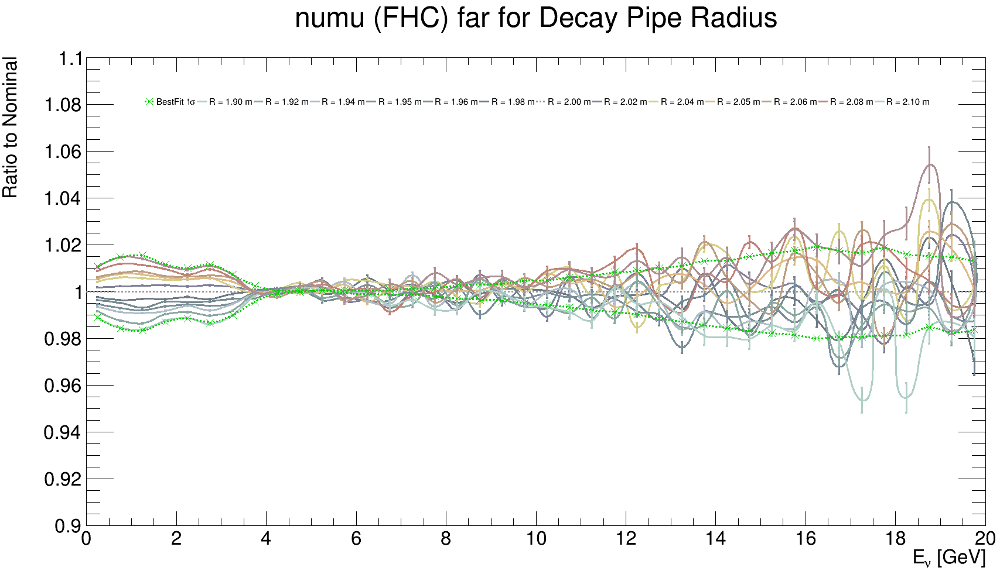 numu (FHC) far for Decay Pipe Radius
Ratio to Nominal
1.1
1.08
1.06
1.04
1.02
1
0.98
0.96
0.94
0.92
0.9
BestFit 1σ R = 1.90 m R = 1.92 m R = 1.94 m R = 1.95 m R = 1.96 m R = 1.98 m R = 2.00 m R = 2.02 m R = 2.04 m R = 2.05 m R = 2.06 m R = 2.08 m R = 2.10 m
0 2 4 6 8 10 12 14 16 18 20
Eν [GeV]